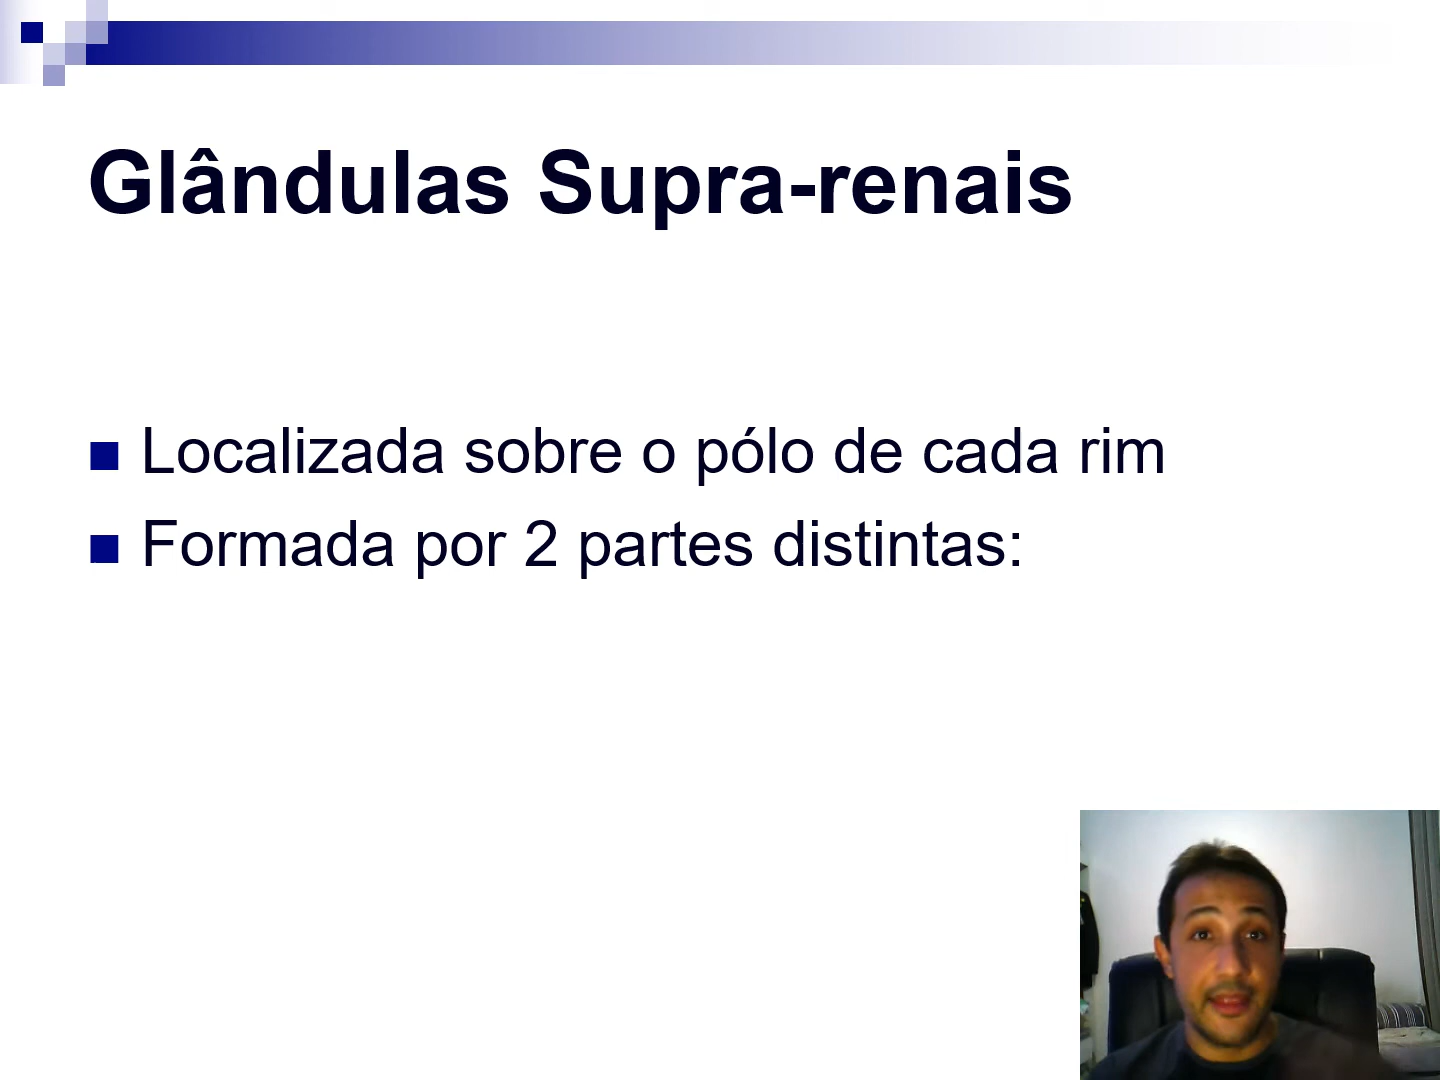 Glândulas Supra-renais
Localizada sobre o pólo de cada rim
Formada por 2 partes distintas: